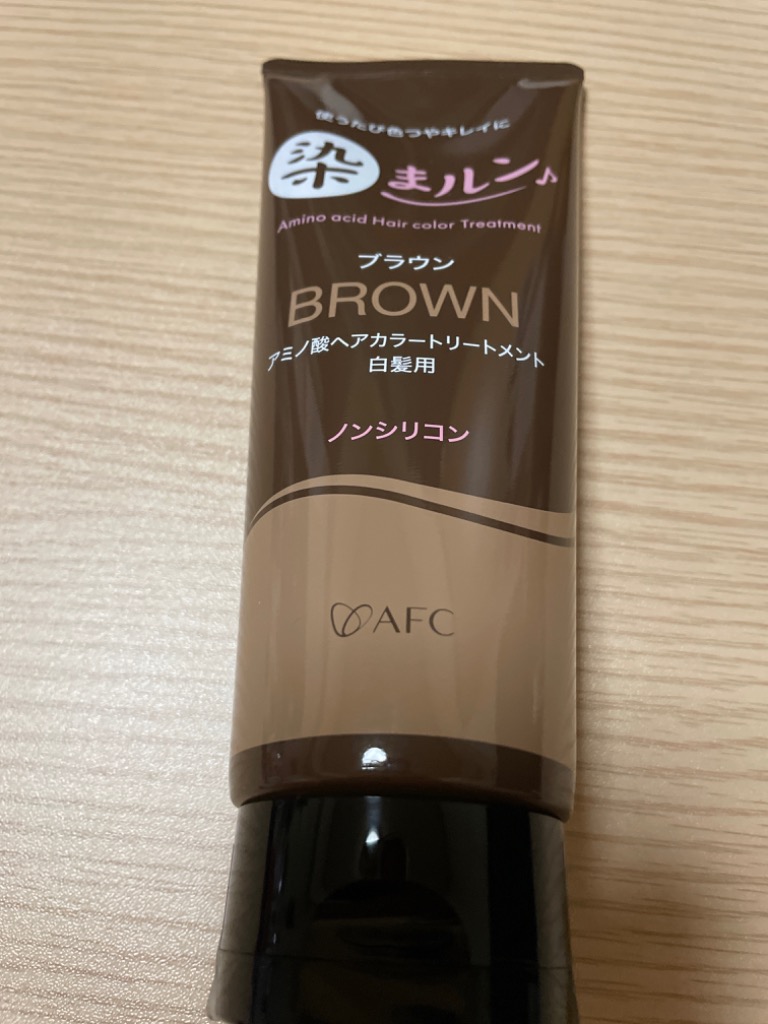 使うたび色つやキレイに
染まルン♪
Amino acid Hair color Treatment
ブラウン
BROWN
アミノ酸ヘアカラートリートメント
白髪用
ノンシリコン
AFC